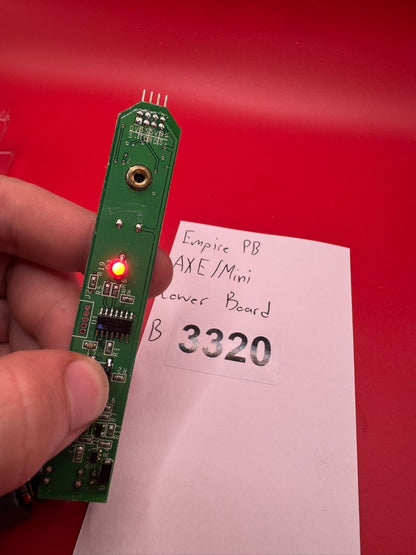 Empire PB
AXE/Mini
Lower Board
B 3320